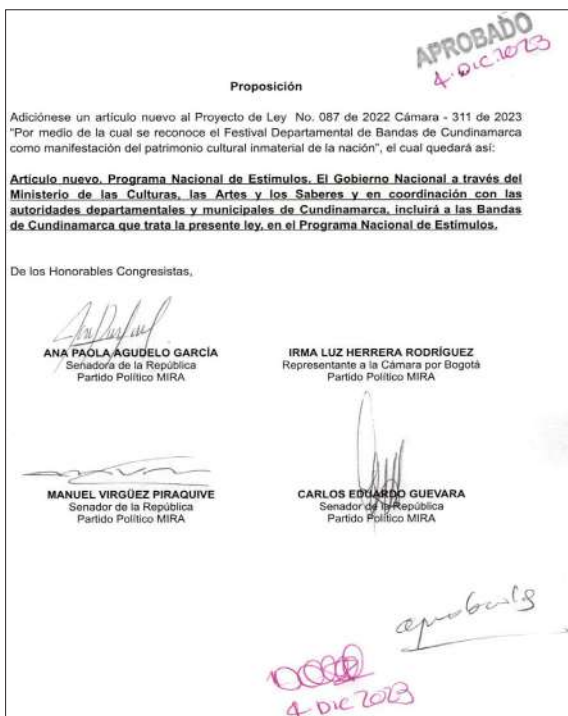 APROBADO
4. DIC. 2023
Proposición
Adiciónese un artículo nuevo al Proyecto de Ley No. 087 de 2022 Cámara - 311 de 2023
"Por medio de la cual se reconoce el Festival Departamental de Bandas de Cundinamarca
como manifestación del patrimonio cultural inmaterial de la nación", el cual quedará así:
Artículo nuevo. Programa Nacional de Estímulos. El Gobierno Nacional a través del
Ministerio de las Culturas, las Artes y los Saberes y en coordinación con las
autoridades departamentales y municipales de Cundinamarca, incluirá a las Bandas
de Cundinamarca que trata la presente ley, en el Programa Nacional de Estímulos.
De los Honorables Congresistas,
ANA PAOLA AGUDELO GARCÍA
Senadora de la República
Partido Político MIRA
IRMA LUZ HERRERA RODRÍGUEZ
Representante a la Cámara por Bogotá
Partido Político MIRA
MANUEL VIRGÜEZ PIRAQUIVE
Senador de la República
Partido Político MIRA
CARLOS EDUARDO GUEVARA
Senador de la República
Partido Político MIRA
4 DIC 2023